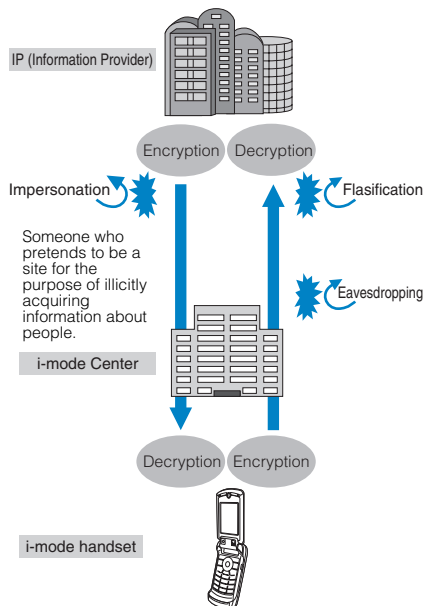 IP (Information Provider)
Encryption
Decryption
Impersonation
Flasification
Someone who
pretends to be a
site for the
purpose of illicitly
acquiring
information about
people.
Eavesdropping
i-mode Center
Decryption
Encryption
i-mode handset